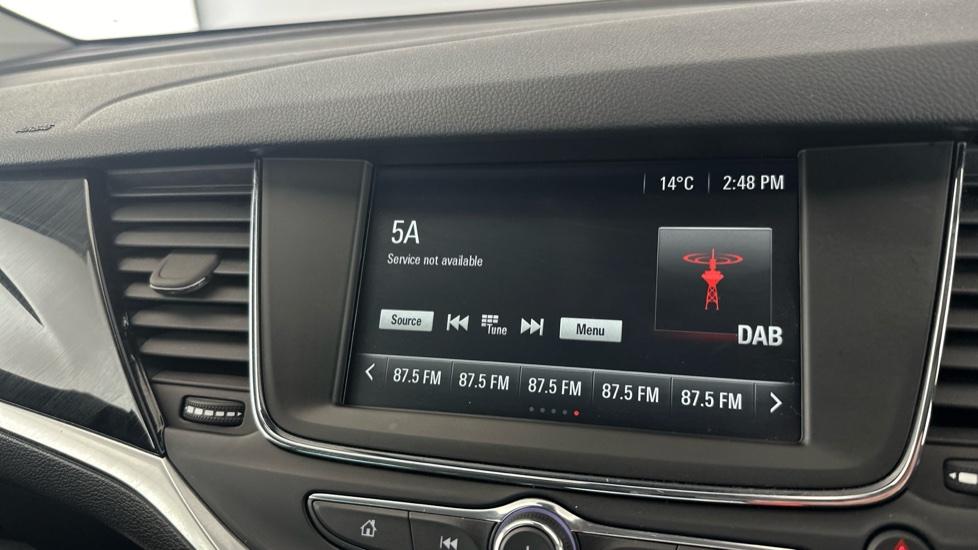 14°C 2:48 PM
5A
Service not available
Source Tune Menu
DAB
87.5 FM 87.5 FM 87.5 FM 87.5 FM 87.5 FM